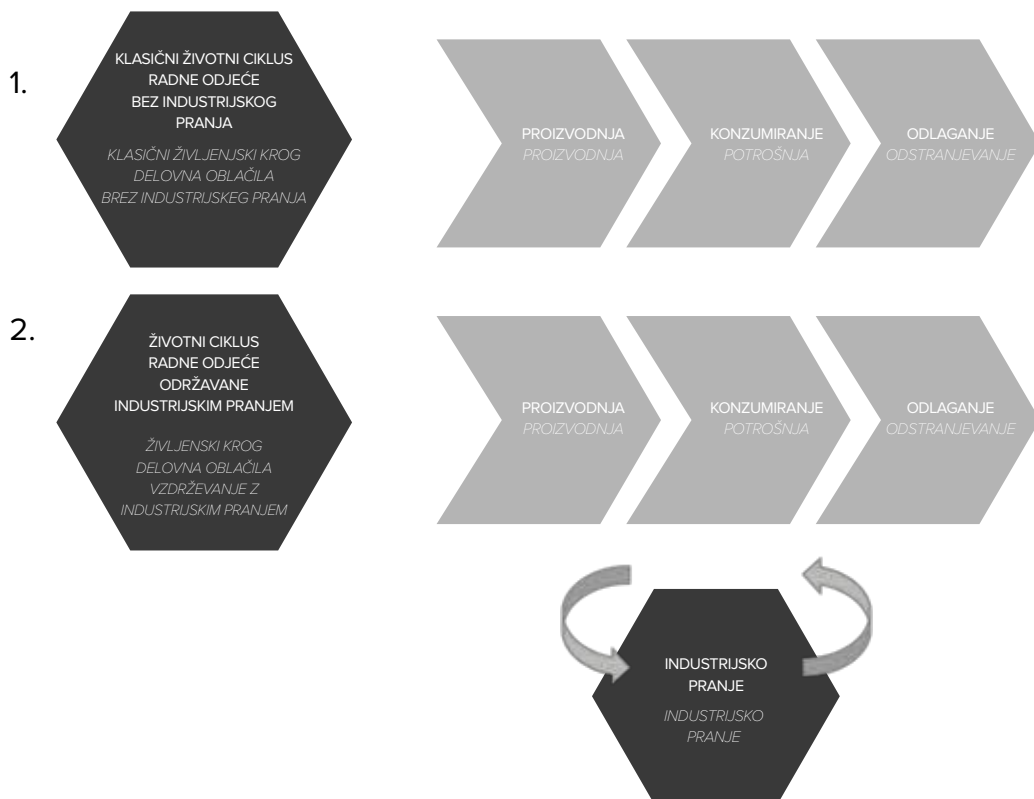 1.
KLASIČNI ŽIVOTNI CIKLUS
RADNE ODJEĆE
BEZ INDUSTRIJSKOG
PRANJA
KLASIČNI ŽIVLJENJSKI KROG
DELOVNA OBLAČILA
BREZ INDUSTRIJSKEGA PRANJA
PROIZVODNJA
PROIZVODNJA
KONZUMIRANJE
POTROŠNJA
ODLAGANJE
ODSTRANJEVANJE
2.
ŽIVOTNI CIKLUS
RADNE ODJEĆE
ODRŽAVANE
INDUSTRIJSKIM PRANJEM
ŽIVLJENSKI KROG
DELOVNA OBLAČILA
VZDRŽEVANJE Z
INDUSTRIJSKIM PRANJEM
PROIZVODNJA
PROIZVODNJA
KONZUMIRANJE
POTROŠNJA
ODLAGANJE
ODSTRANJEVANJE
INDUSTRIJSKO
PRANJE
INDUSTRIJSKO
PRANJE